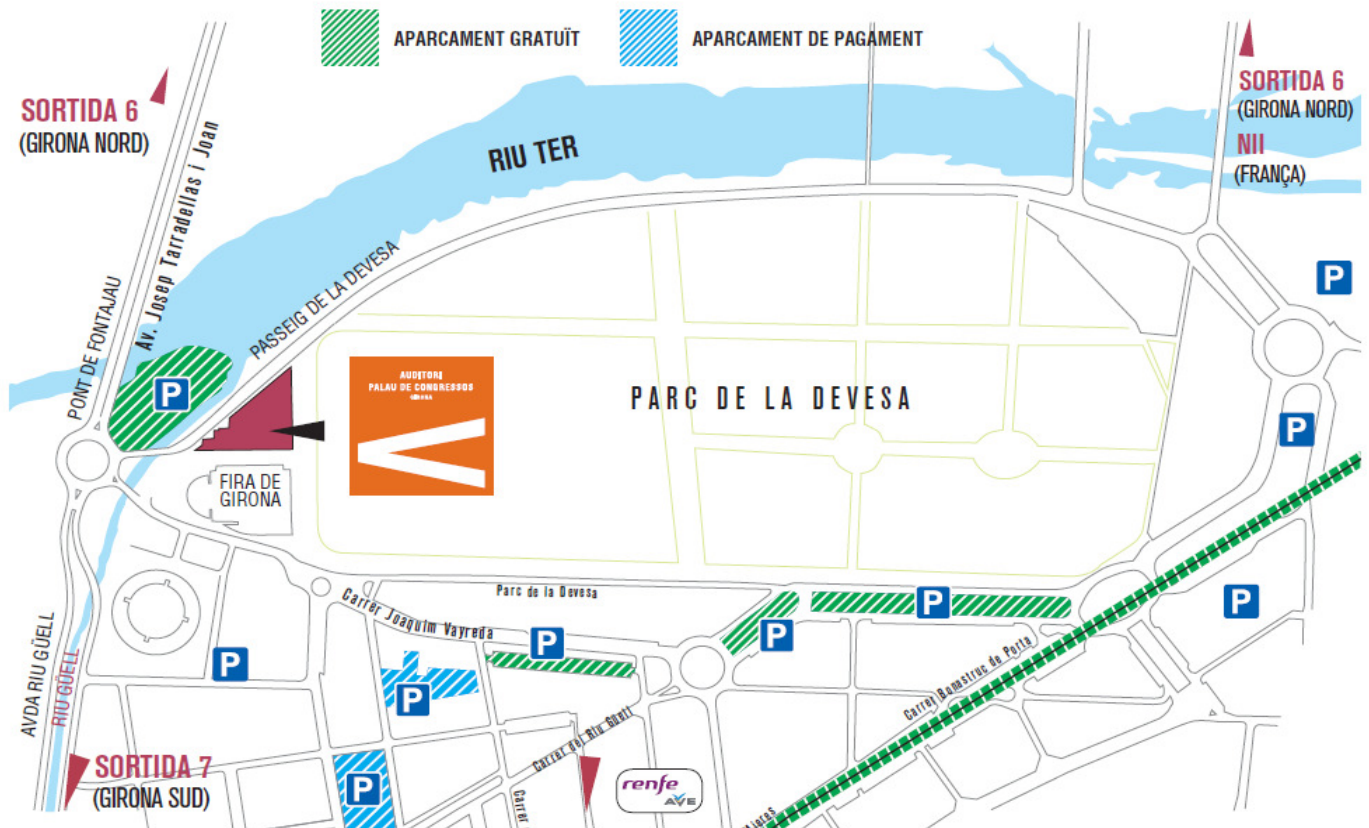 APARCAMENT GRATUÏT
APARCAMENT DE PAGAMENT
SORTIDA 6
(GIRONA NORD)
SORTIDA 6
(GIRONA NORD)
NII
(FRANÇA)
RIU TER
Av. Josep Tarradellas i Joan
PONT DE FONTAJAU
PASSEIG DE LA DEVESA
P
P
P
AUDITORI
PALAU DE CONGRESSOS
GIRONA
PARC DE LA DEVESA
FIRA DE
GIRONA
Parc de la Devesa
Carrer Joaquim Vayreda
P
P
P
P
P
P
P
AVDA RIU GÜELL
RIU GÜELL
Carrer Bonastruc de Porta
Carrer del Riu Güell
SORTIDA 7
(GIRONA SUD)
P
renfe
AVE